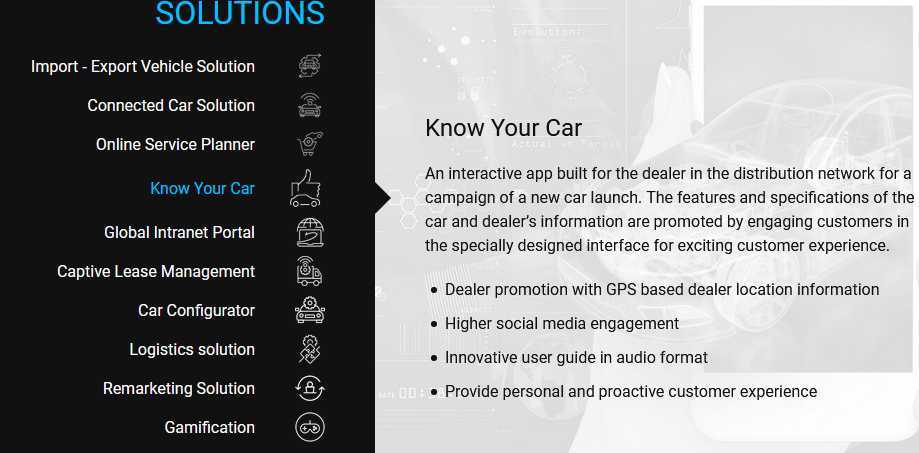 SOLUTIONS
Import - Export Vehicle Solution
Connected Car Solution
Online Service Planner
Know Your Car
Global Intranet Portal
Captive Lease Management
Car Configurator
Logistics solution
Remarketing Solution
Gamification
Evolution:
SECURITY
Know Your Car
Actual vs Target
An interactive app built for the dealer in the distribution network for a
campaign of a new car launch. The features and specifications of the
car and dealer’s information are promoted by engaging customers in
the specially designed interface for exciting customer experience.
Dealer promotion with GPS based dealer location information
Higher social media engagement
Innovative user guide in audio format
Provide personal and proactive customer experience